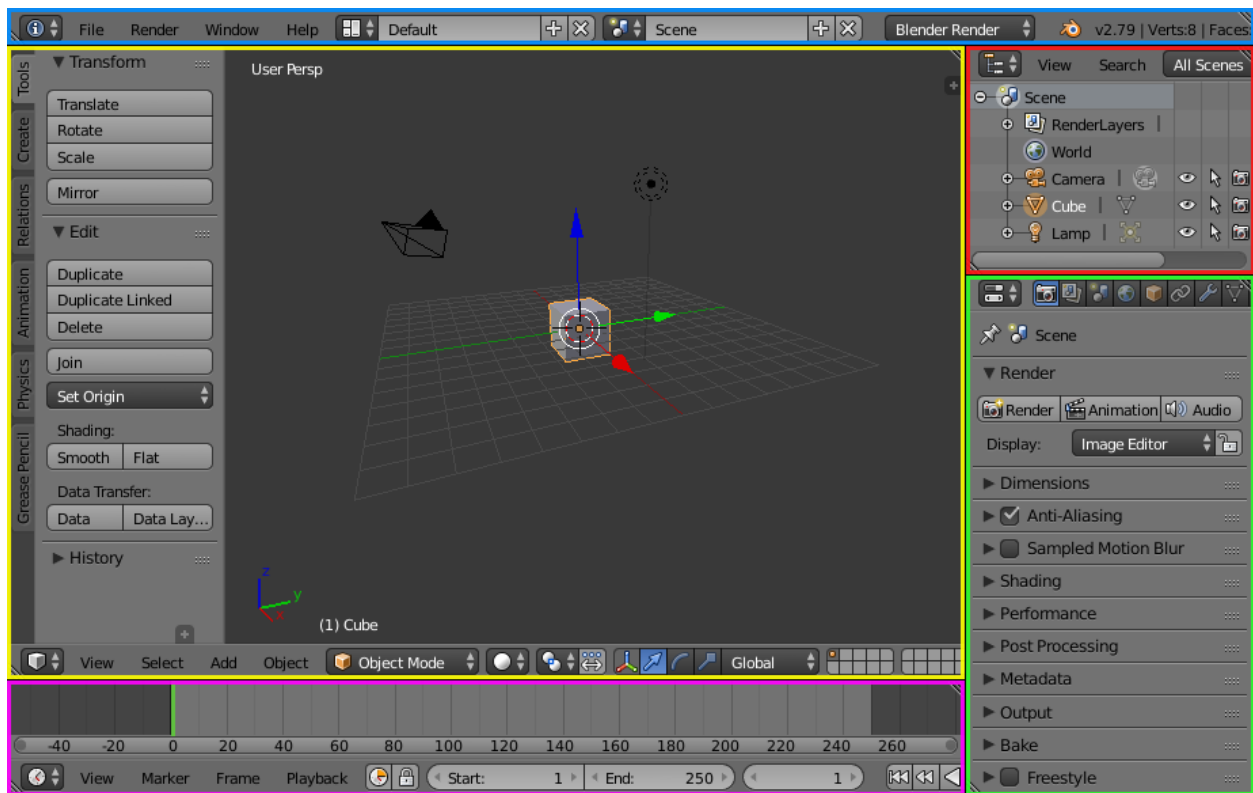 File Render Window Help Default Scene Blender Render v2.79 | Verts:8 | Faces:
Tools
Create
Relations
Animation
Physics
Grease Pencil
Transform
Translate
Rotate
Scale
Mirror
Edit
Duplicate
Duplicate Linked
Delete
Join
Set Origin
Shading:
Smooth Flat
Data Transfer:
Data Data Lay...
History
User Persp
z
y
x
(1) Cube
View Select Add Object Object Mode Global
-40 -20 0 20 40 60 80 100 120 140 160 180 200 220 240 260
View Marker Frame Playback Start: 1 End: 250 1
View Search All Scenes
Scene
RenderLayers |
World
Camera |
Cube |
Lamp |
Scene
Render
Render Animation Audio
Display: Image Editor
Dimensions
Anti-Aliasing
Sampled Motion Blur
Shading
Performance
Post Processing
Metadata
Output
Bake
Freestyle